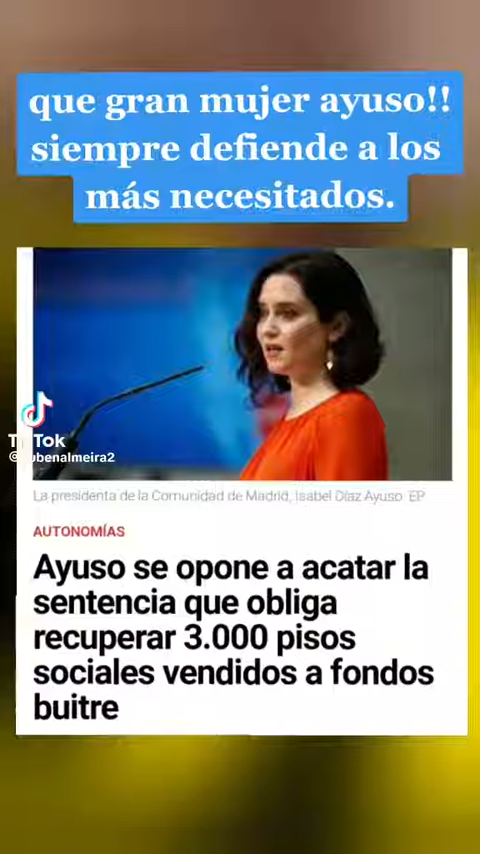 que gran mujer ayuso!!
siempre defiende a los
más necesitados.
TikTok
La presidenta de la Comunidad de Madrid, Isabel Díaz Ayuso. EP
AUTONOMÍAS
Ayuso se opone a acatar la
sentencia que obliga
recuperar 3.000 pisos
sociales vendidos a fondos
buitre